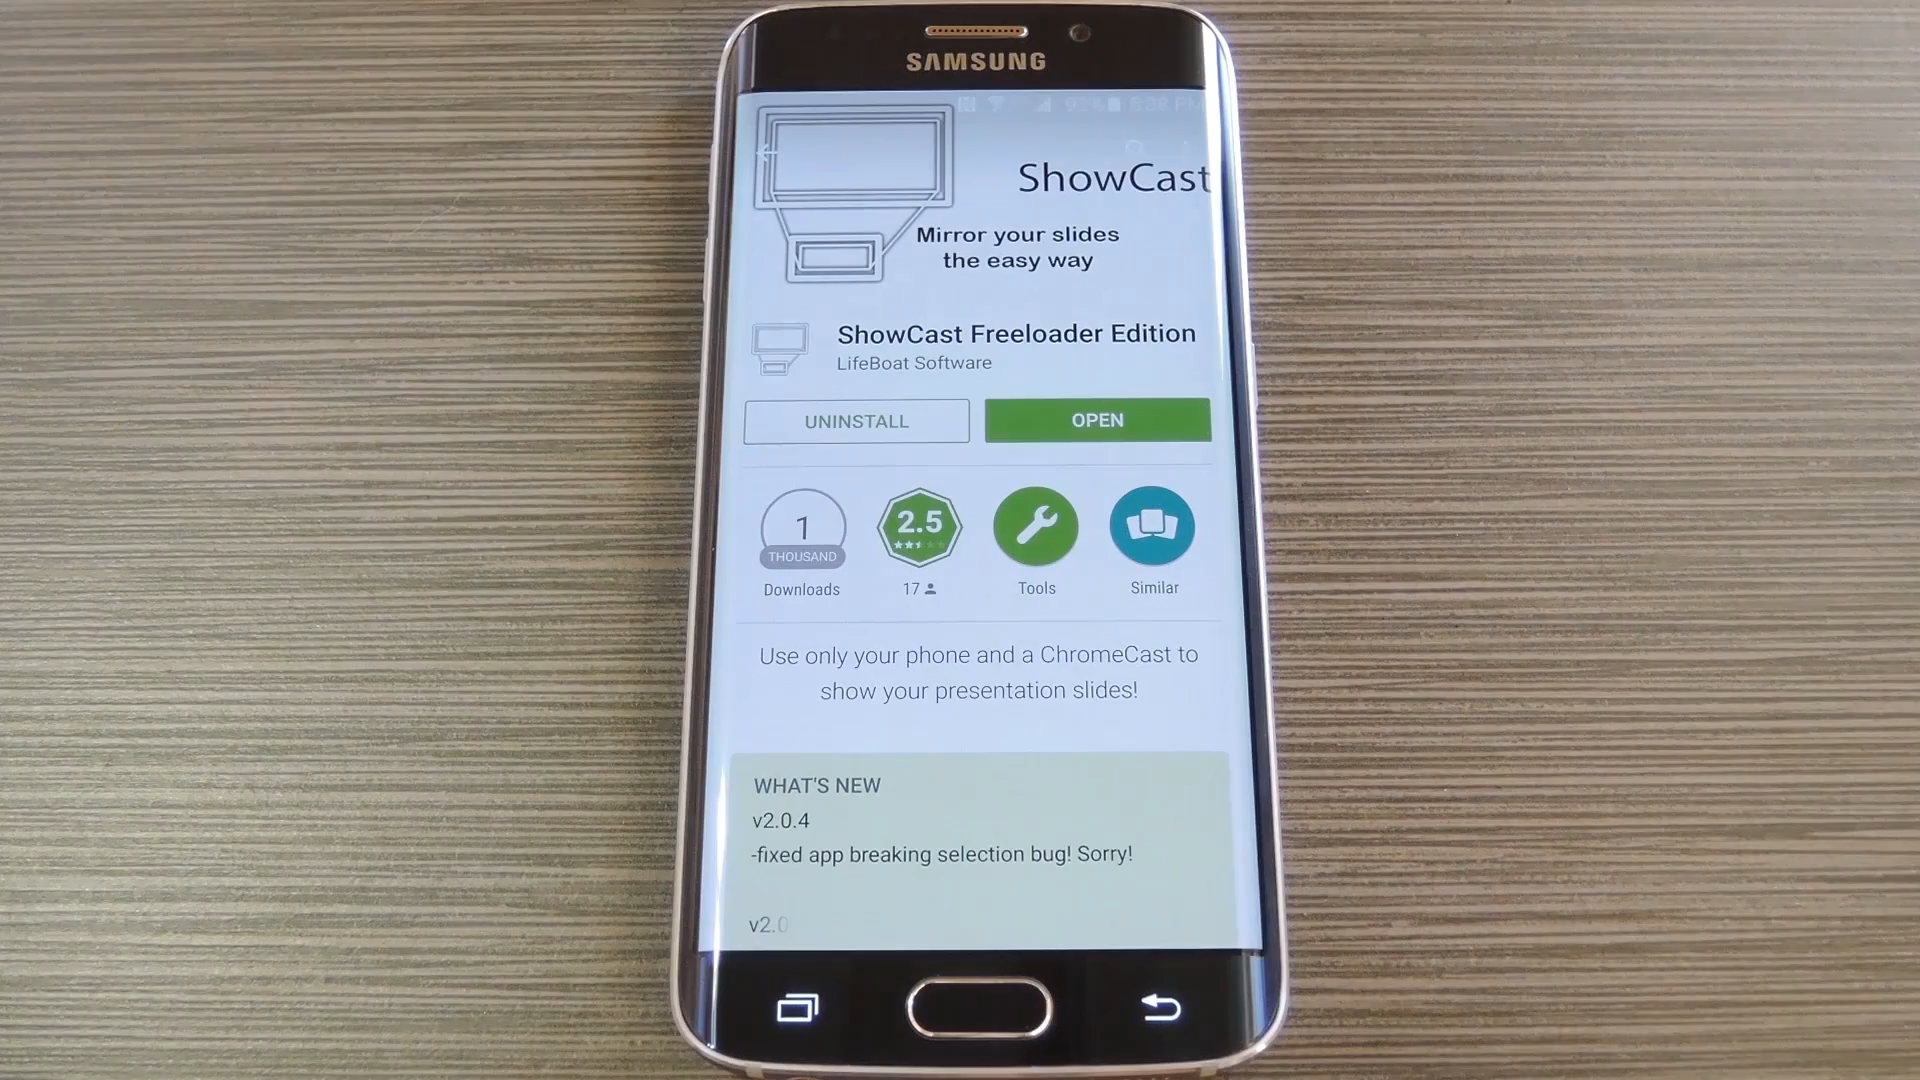 SAMSUNG
ShowCast
Mirror your slides
the easy way
ShowCast Freeloader Edition
LifeBoat Software
UNINSTALL
OPEN
1
THOUSAND
Downloads
2.5
17
Tools
Similar
Use only your phone and a ChromeCast to
show your presentation slides!
WHAT'S NEW
v2.0.4
-fixed app breaking selection bug! Sorry!
v2.0